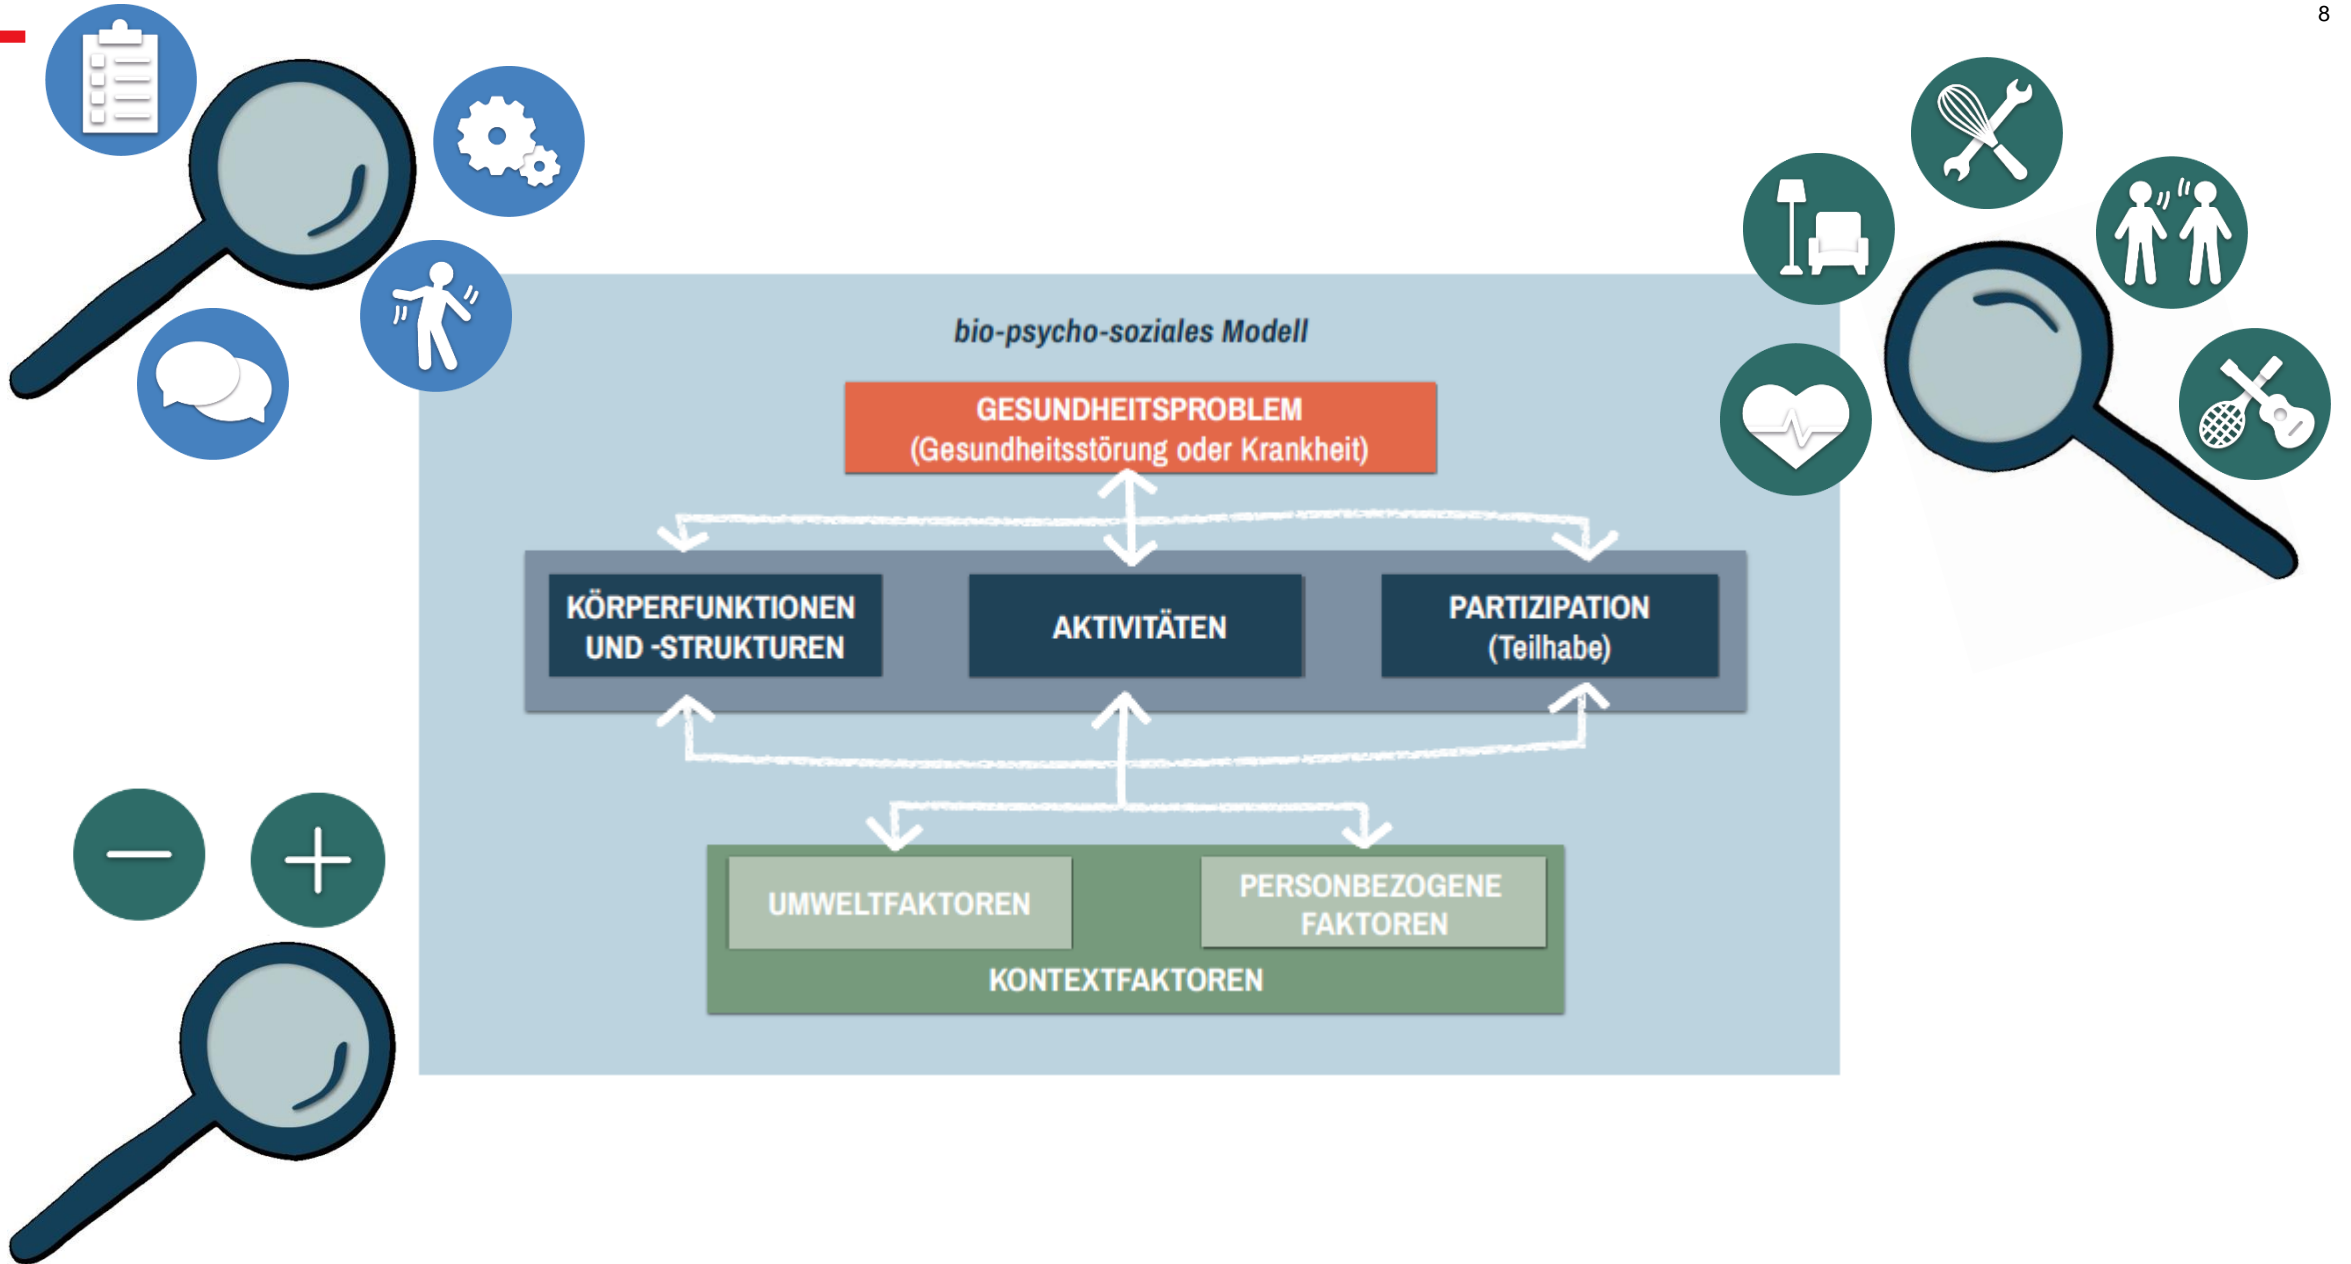 8
bio-psycho-soziales Modell
GESUNDHEITSPROBLEM
(Gesundheitsstörung oder Krankheit)
KÖRPERFUNKTIONEN
UND -STRUKTUREN
AKTIVITÄTEN
PARTIZIPATION
(Teilhabe)
UMWELTFAKTOREN
PERSONBEZOGENE
FAKTOREN
KONTEXTFAKTOREN